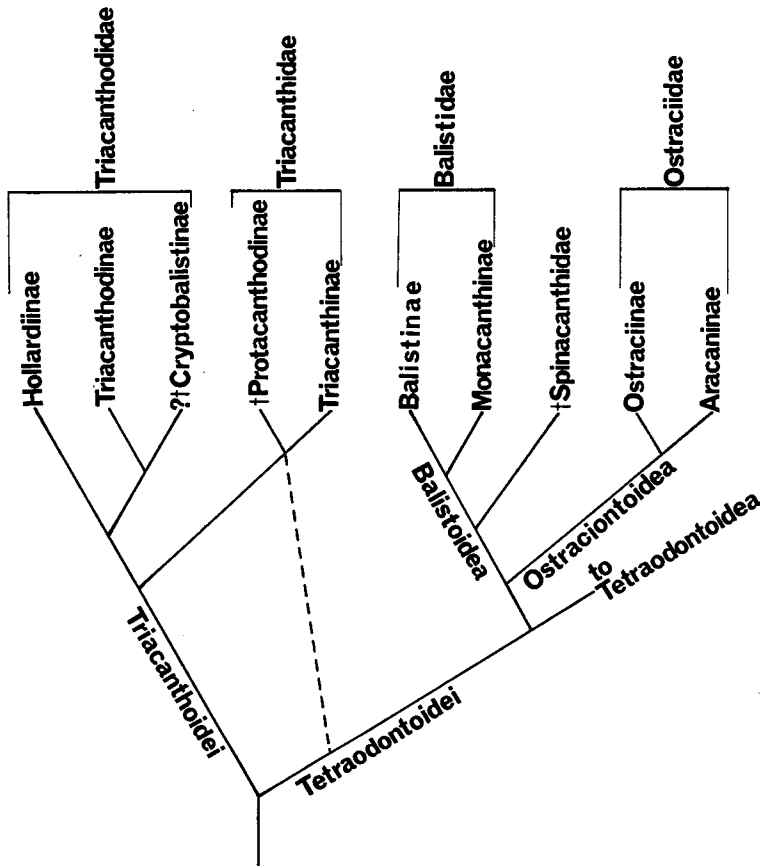 Hollardiinae
Triacanthodinae
?†Cryptobalistinae
Triacanthodidae
†Protacanthodinae
Triacanthinae
Triacanthidae
Balistinae
Monacanthinae
Balistidae
†Spinacanthidae
Ostraciinae
Aracaninae
Ostraciidae
Triacanthoidei
Tetraodontoidei
Balistoidea
Ostraciontoidea
to
Tetraodontoidea